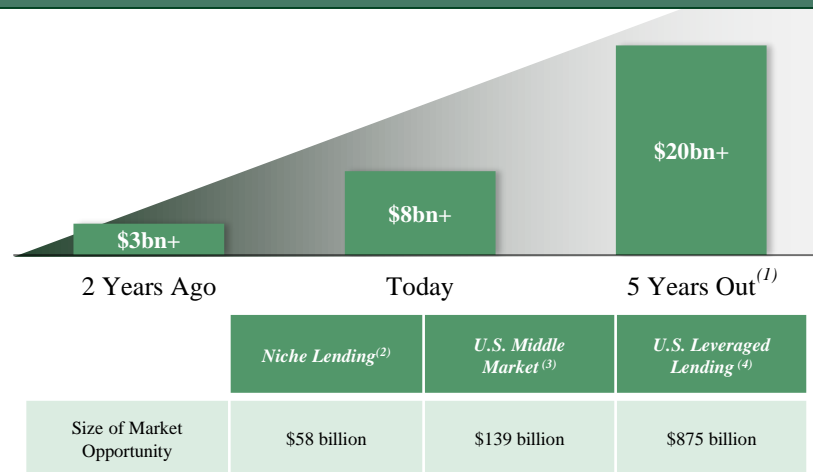 $3bn+
$8bn+
$20bn+
2 Years Ago
Today
5 Years Out(1)
Niche Lending(2)
U.S. Middle
Market (3)
U.S. Leveraged
Lending (4)
Size of Market
Opportunity
$58 billion
$139 billion
$875 billion